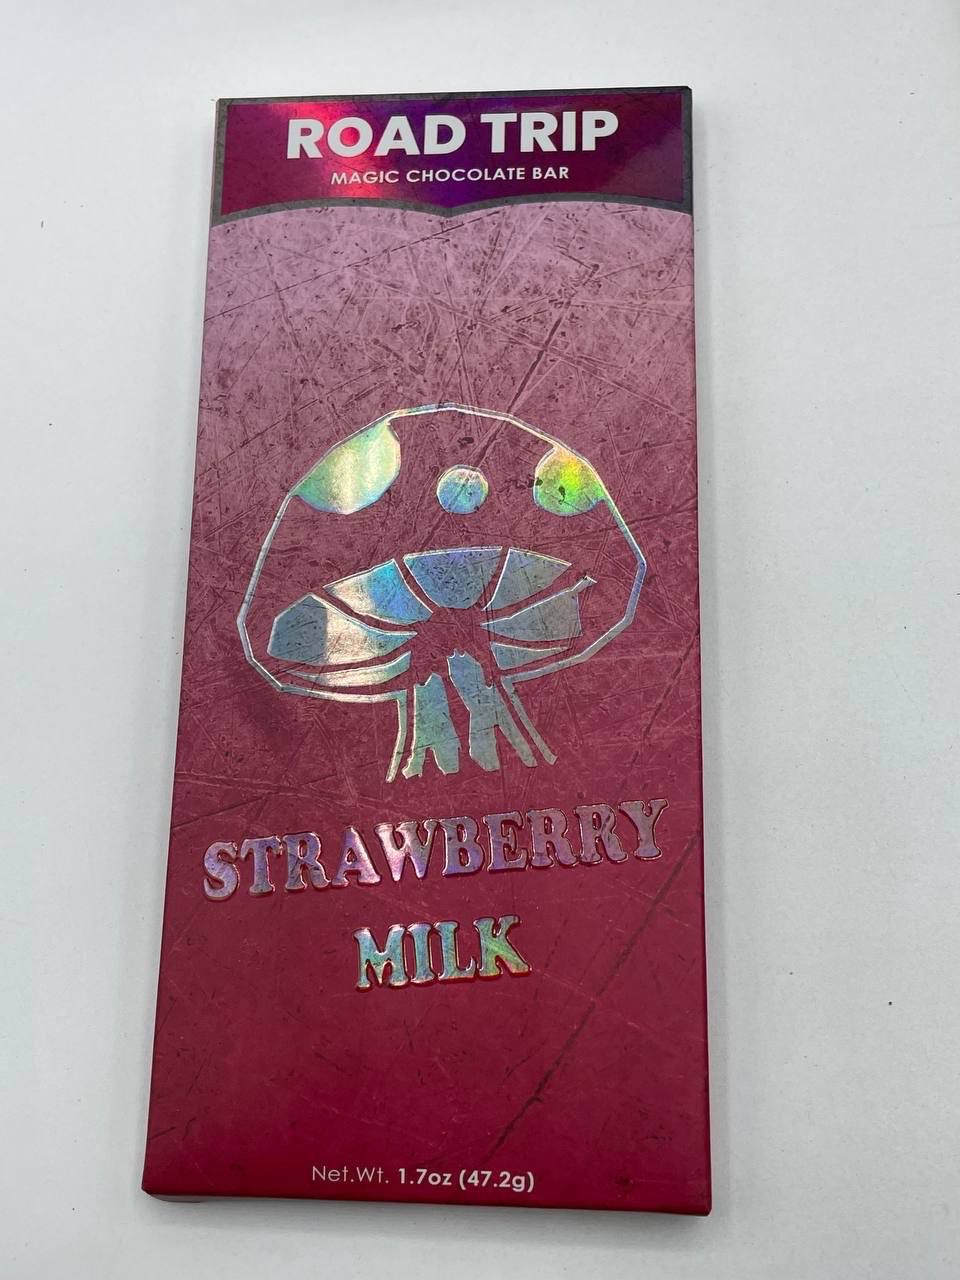 ROAD TRIP
MAGIC CHOCOLATE BAR
STRAWBERRY
MILK
Net.Wt. 1.7oz (47.2g)